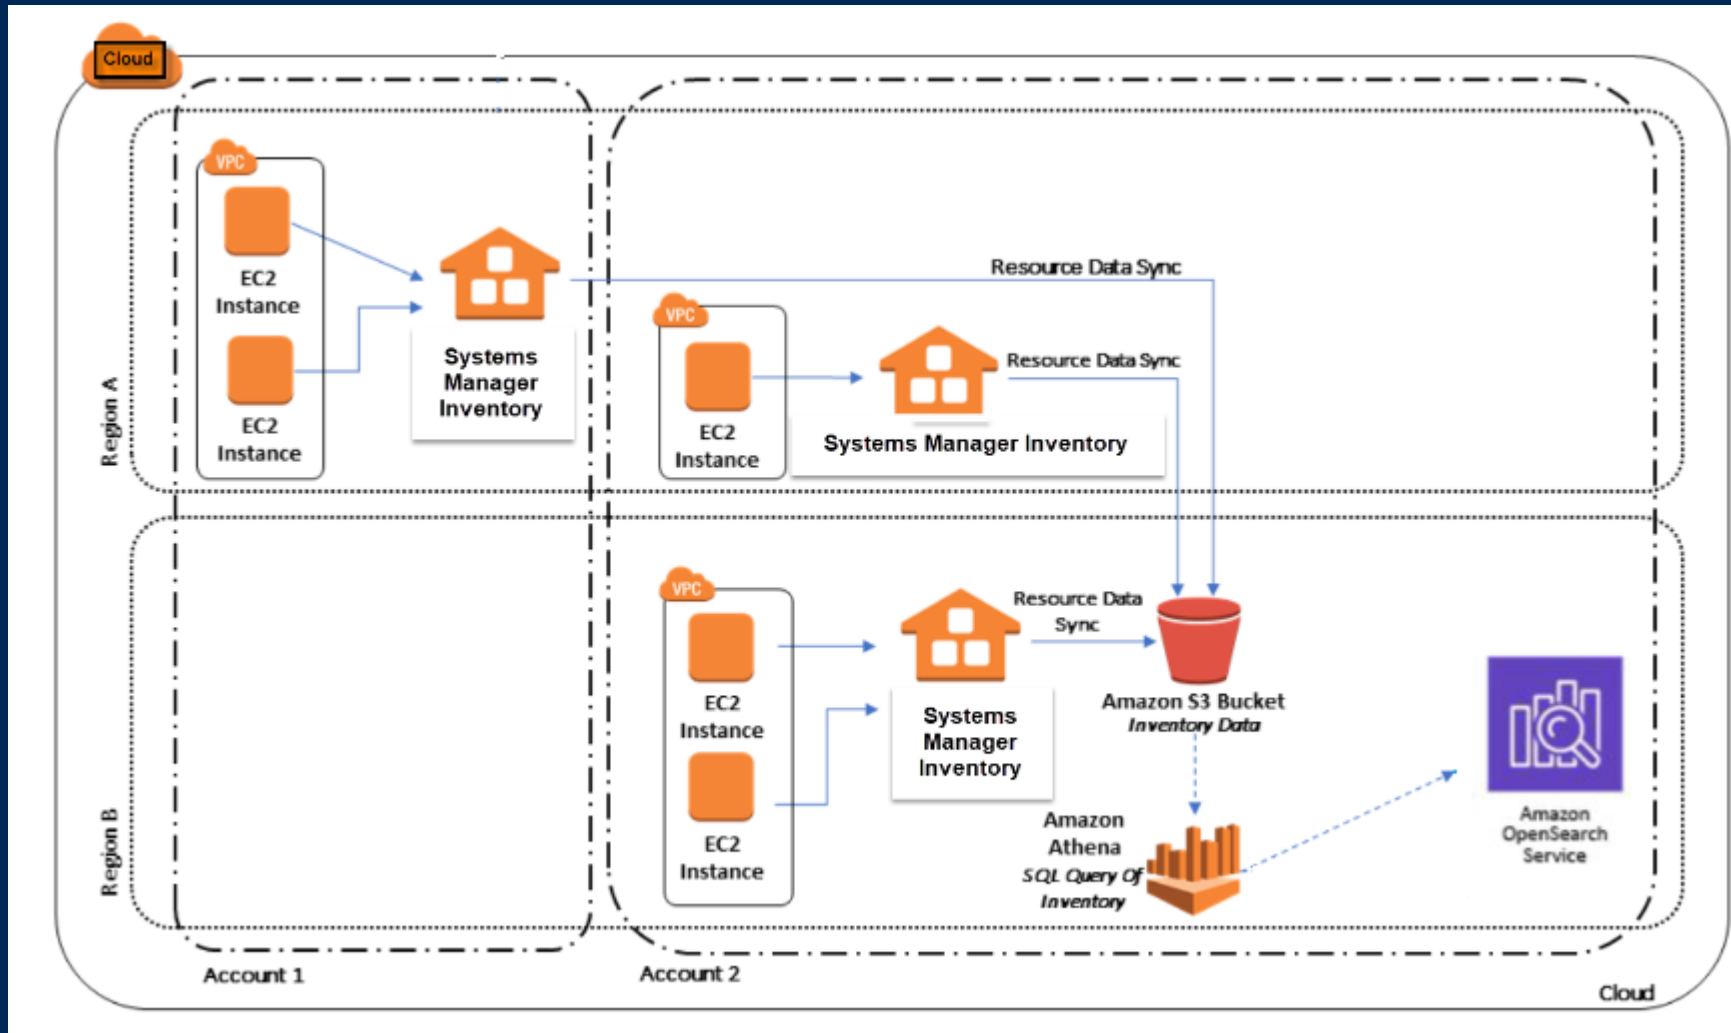 Cloud
VPC
EC2
Instance
EC2
Instance
Systems
Manager
Inventory
Resource Data Sync
VPC
EC2
Instance
Resource Data Sync
Systems Manager Inventory
Region A
VPC
EC2
Instance
EC2
Instance
Systems
Manager
Inventory
Resource Data
Sync
Amazon S3 Bucket
Inventory Data
Amazon
Athena
SQL Query Of
Inventory
Amazon
OpenSearch
Service
Region B
Account 1
Account 2
Cloud